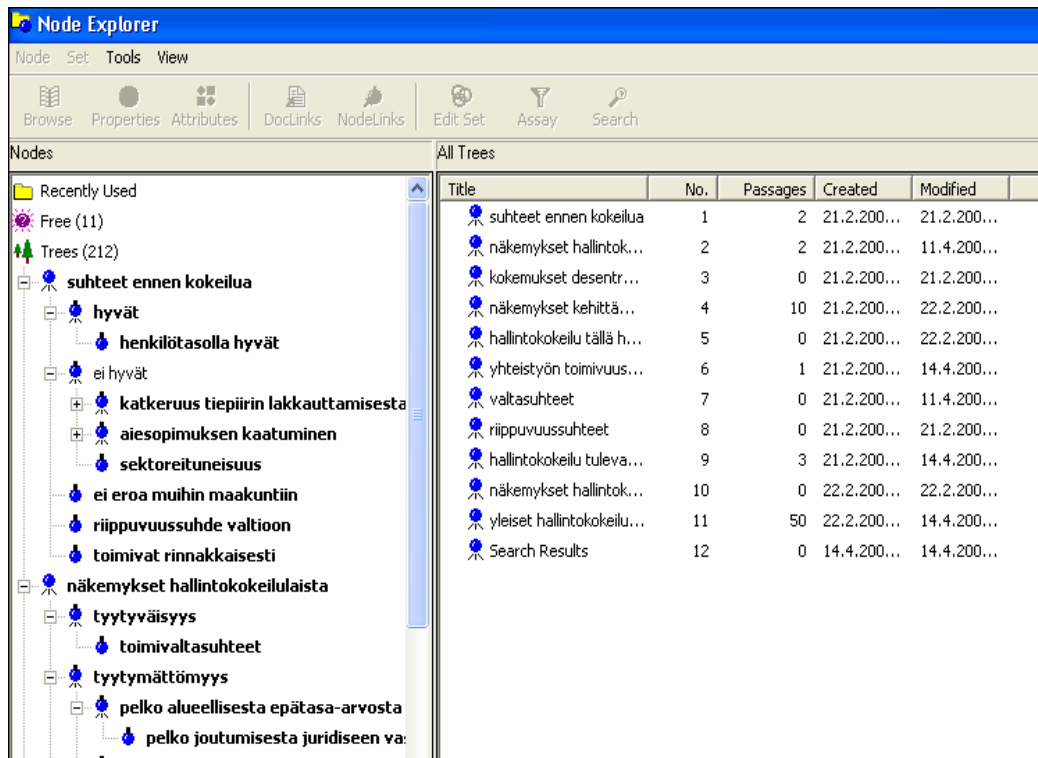 Node Explorer
Node Set Tools View
Browse Properties Attributes DocLinks NodeLinks Edit Set Assay Search
Nodes
Recently Used
Free (11)
Trees (212)
suhteet ennen kokeilua
hyvät
henkilötasolla hyvät
ei hyvät
katkeruus tiepiirin lakkauttamisesta
aiesopimuksen kaatuminen
sektoreituneisuus
ei eroa muihin maakuntiin
riippuvuussuhde valtioon
toimivat rinnakkaisesti
näkemykset hallintokokeilulaista
tyytyväisyys
toimivaltasuhteet
tyytymättömyys
pelko alueellisesta epätasa-arvosta
pelko joutumisesta juridiseen va:
All Trees
Title No. Passages Created Modified
suhteet ennen kokeilua 1 2 21.2.200... 21.2.200...
näkemykset hallintok... 2 2 21.2.200... 11.4.200...
kokemukset desentr... 3 0 21.2.200... 21.2.200...
näkemykset kehittä... 4 10 21.2.200... 22.2.200...
hallintokokeilu tällä h... 5 0 21.2.200... 22.2.200...
yhteistyön toimivuus... 6 1 21.2.200... 14.4.200...
valtasuhteet 7 0 21.2.200... 11.4.200...
riippuvuussuhteet 8 0 21.2.200... 21.2.200...
hallintokokeilu tuleva... 9 3 21.2.200... 14.4.200...
näkemykset hallintok... 10 0 22.2.200... 22.2.200...
yleiset hallintokokeilu... 11 50 22.2.200... 14.4.200...
Search Results 12 0 14.4.200... 14.4.200...